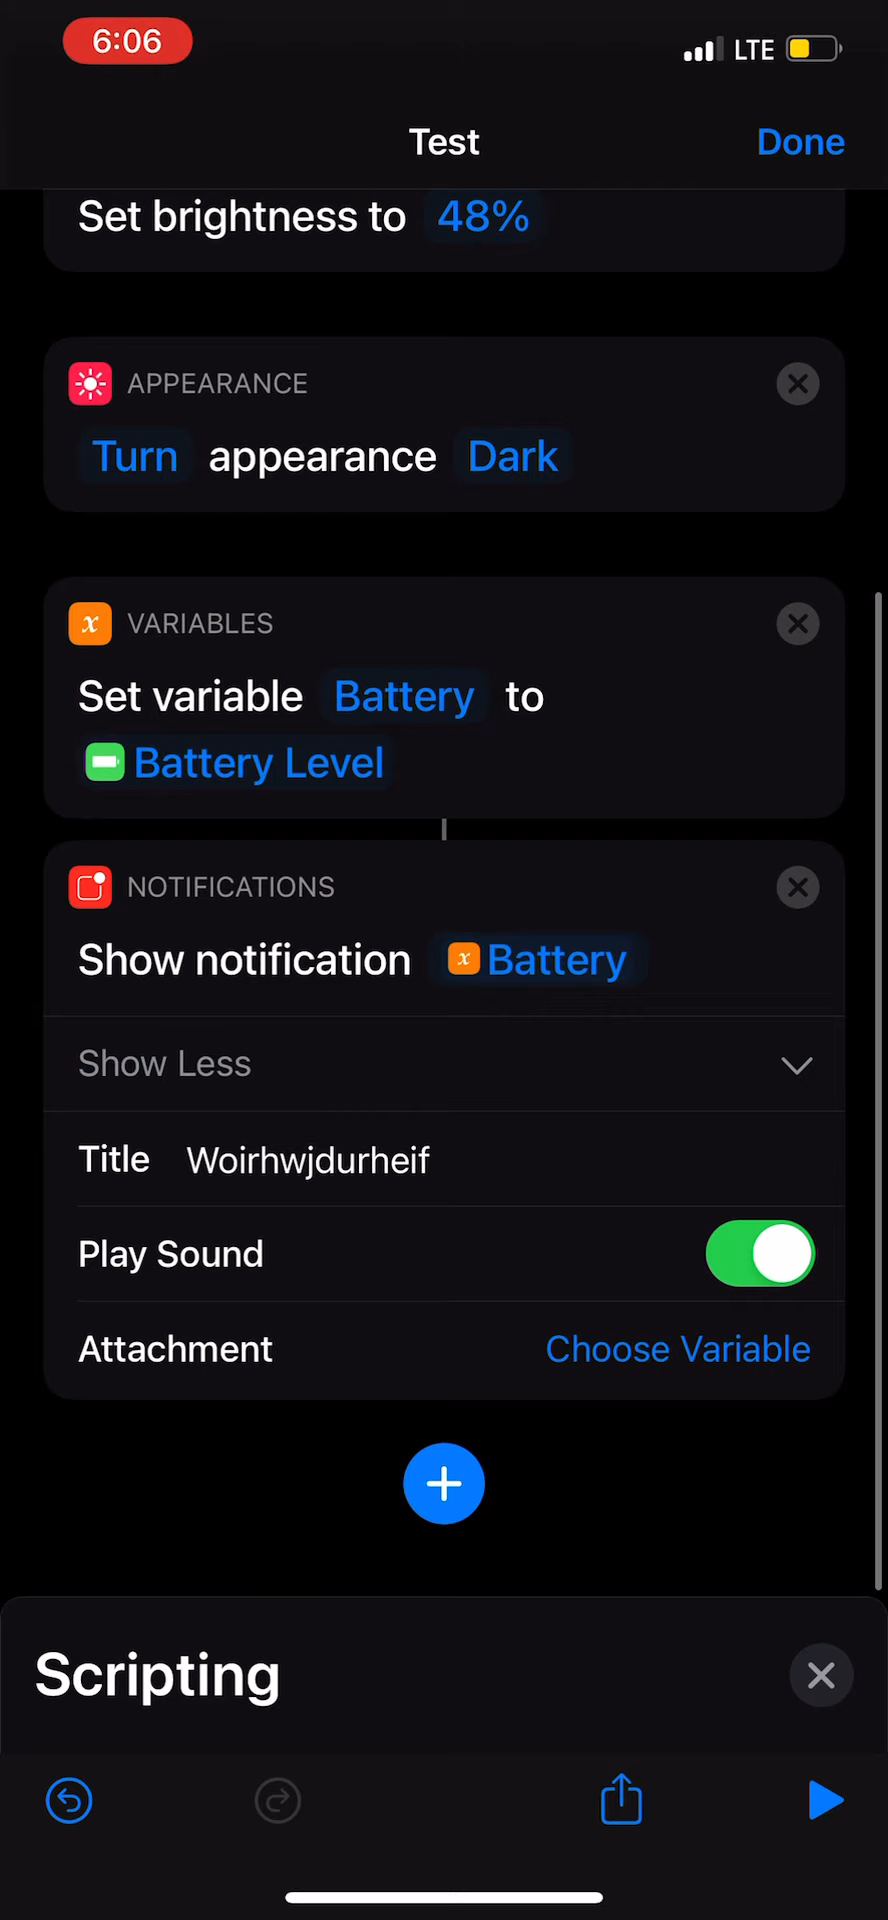 6:06
LTE
Test
Done
Set brightness to 48%
APPEARANCE
Turn appearance Dark
x VARIABLES
Set variable Battery to
Battery Level
NOTIFICATIONS
Show notification x Battery
Show Less
Title Woirhwjdurheif
Play Sound
Attachment Choose Variable
Scripting